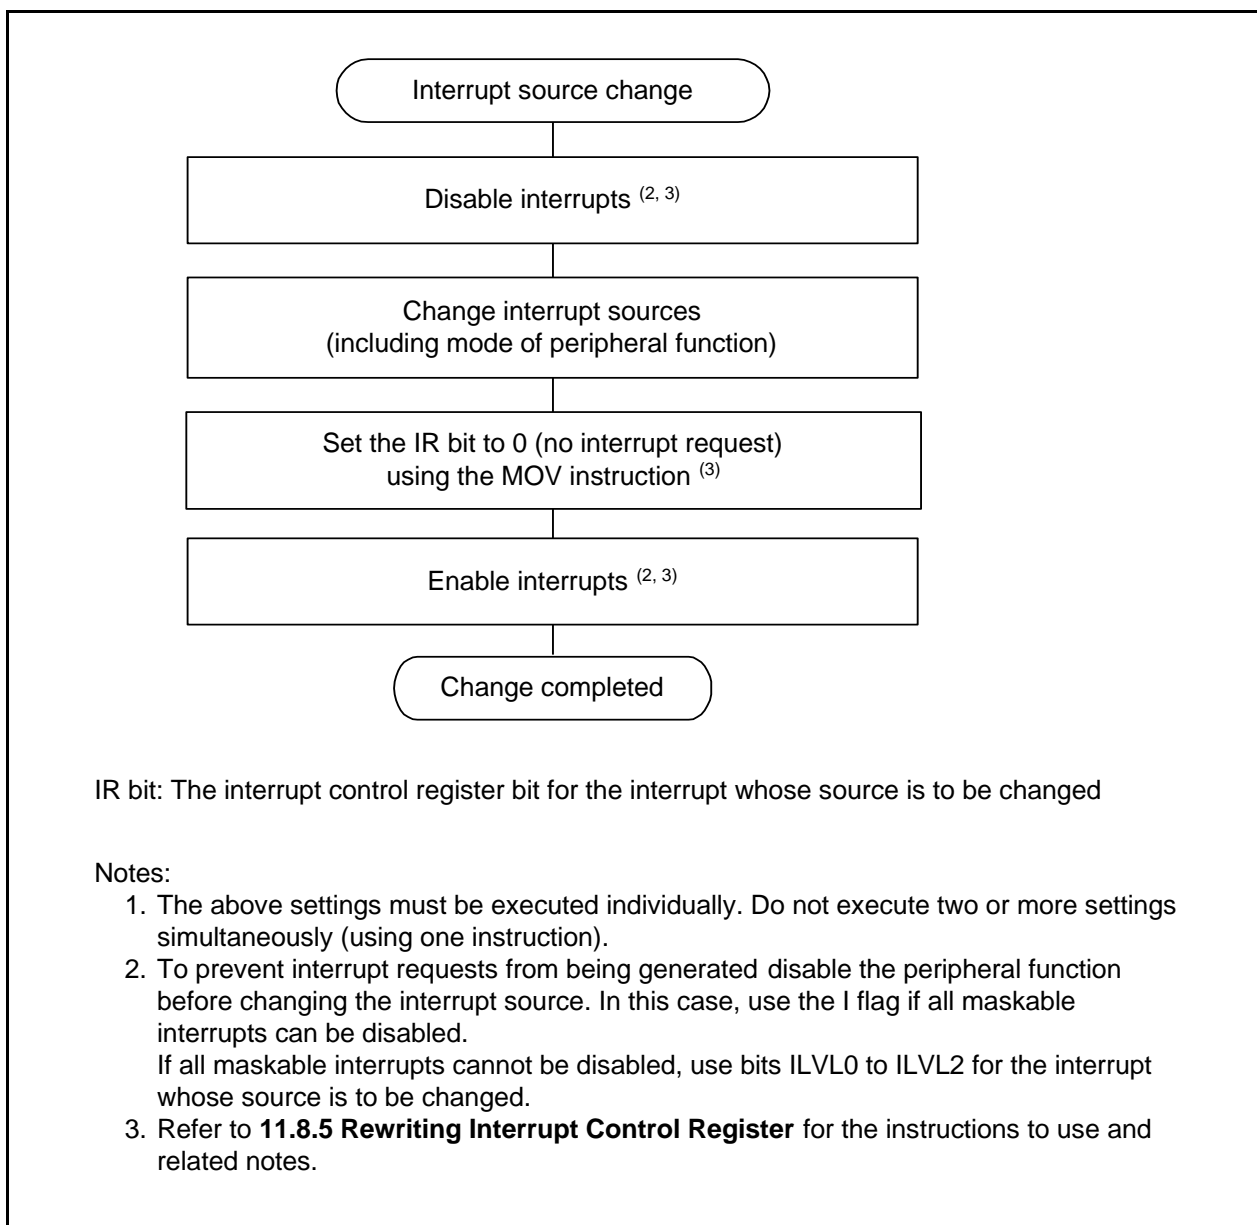 Interrupt source change
Disable interrupts (2, 3)
Change interrupt sources
(including mode of peripheral function)
Set the IR bit to 0 (no interrupt request)
using the MOV instruction (3)
Enable interrupts (2, 3)
Change completed
IR bit: The interrupt control register bit for the interrupt whose source is to be changed
Notes:
1. The above settings must be executed individually. Do not execute two or more settings
simultaneously (using one instruction).
2. To prevent interrupt requests from being generated disable the peripheral function
before changing the interrupt source. In this case, use the I flag if all maskable
interrupts can be disabled.
If all maskable interrupts cannot be disabled, use bits ILVL0 to ILVL2 for the interrupt
whose source is to be changed.
3. Refer to 11.8.5 Rewriting Interrupt Control Register for the instructions to use and
related notes.